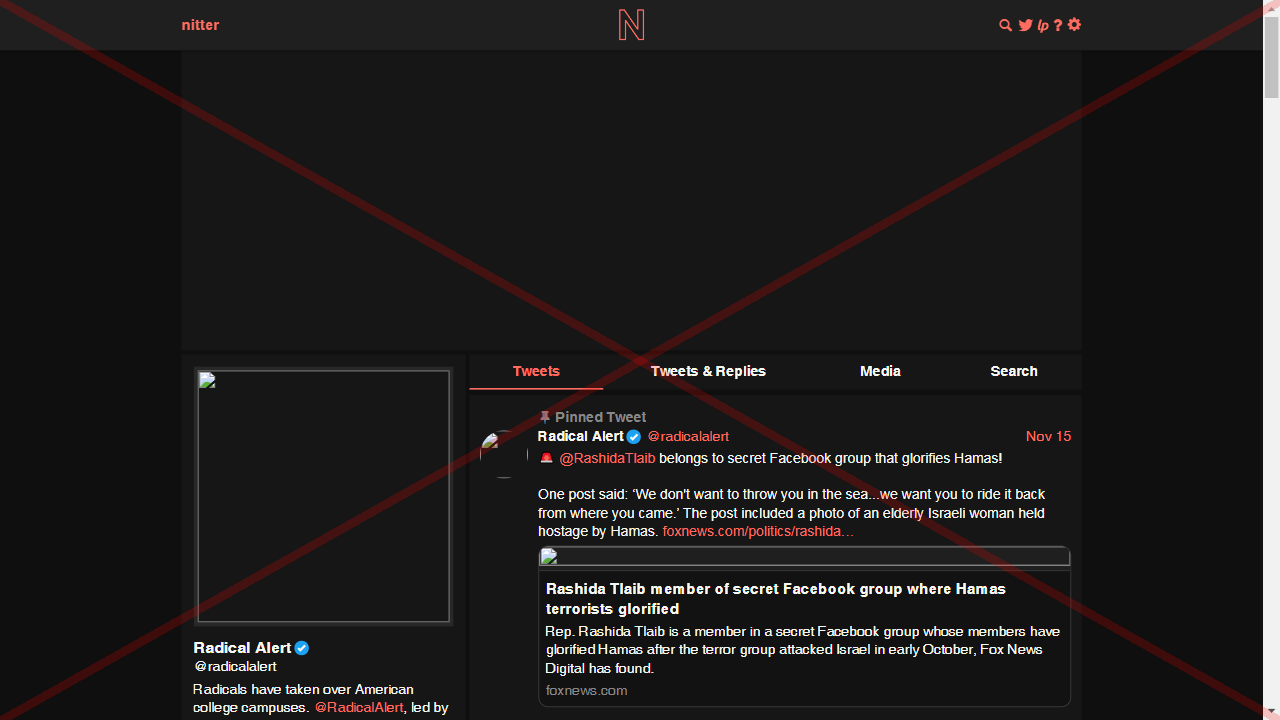 nitter
N
lp ?
Tweets
Tweets & Replies
Media
Search
Pinned Tweet
Radical Alert @radicalalert Nov 15
🚨 @RashidaTlaib belongs to secret Facebook group that glorifies Hamas!
One post said: ‘We don't want to throw you in the sea...we want you to ride it back
from where you came.’ The post included a photo of an elderly Israeli woman held
hostage by Hamas. foxnews.com/politics/rashida…
Rashida Tlaib member of secret Facebook group where Hamas
terrorists glorified
Rep. Rashida Tlaib is a member in a secret Facebook group whose members have
glorified Hamas after the terror group attacked Israel in early October, Fox News
Digital has found.
foxnews.com
Radical Alert
@radicalalert
Radicals have taken over American
college campuses. @RadicalAlert, led by